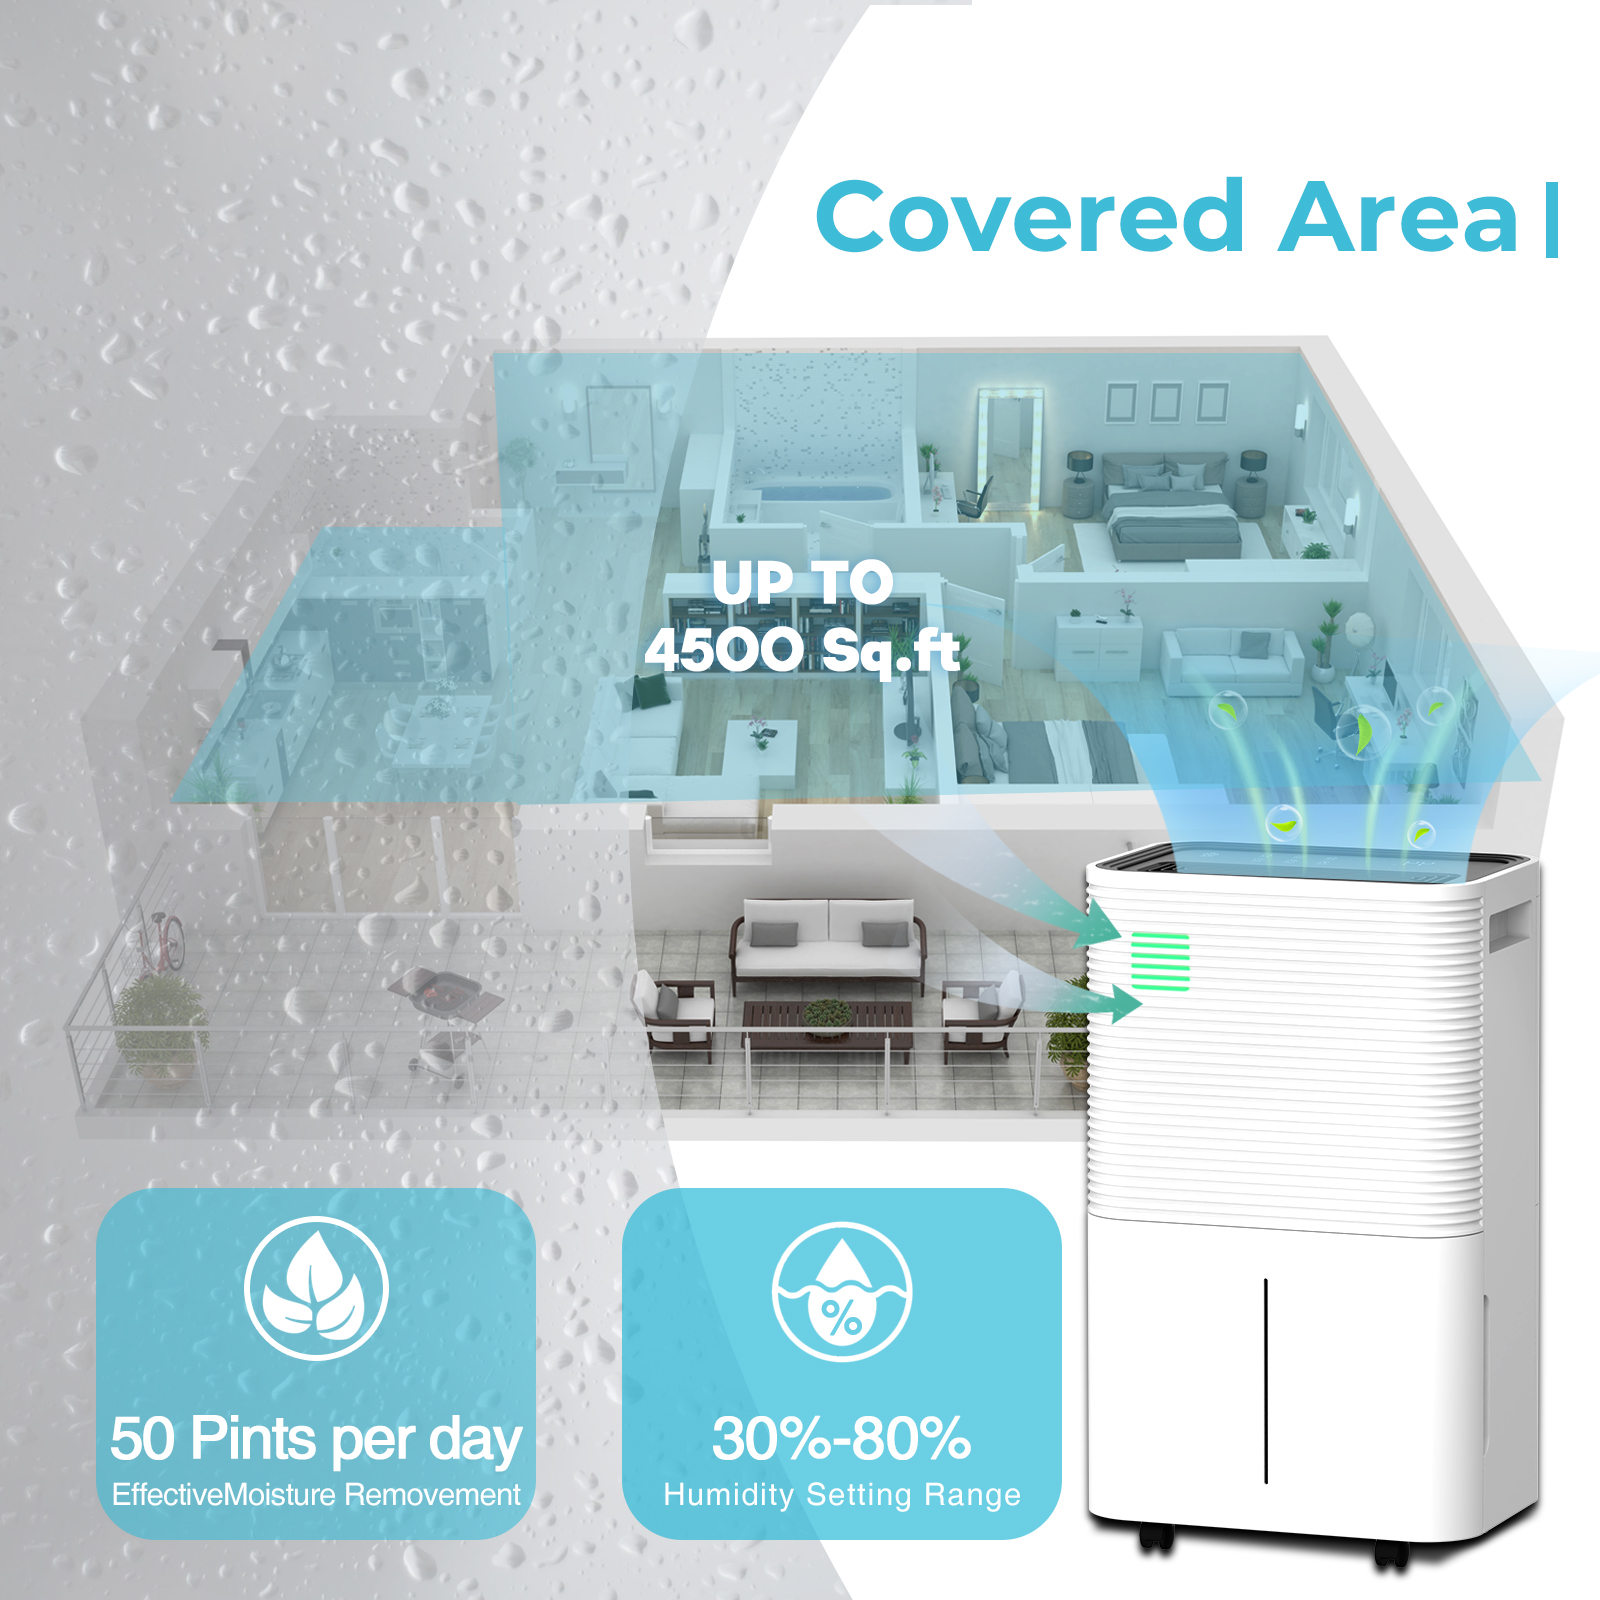 Covered Area
UP TO
4500 Sq.ft
50 Pints per day
EffectiveMoisture Removement
30%-80%
Humidity Setting Range